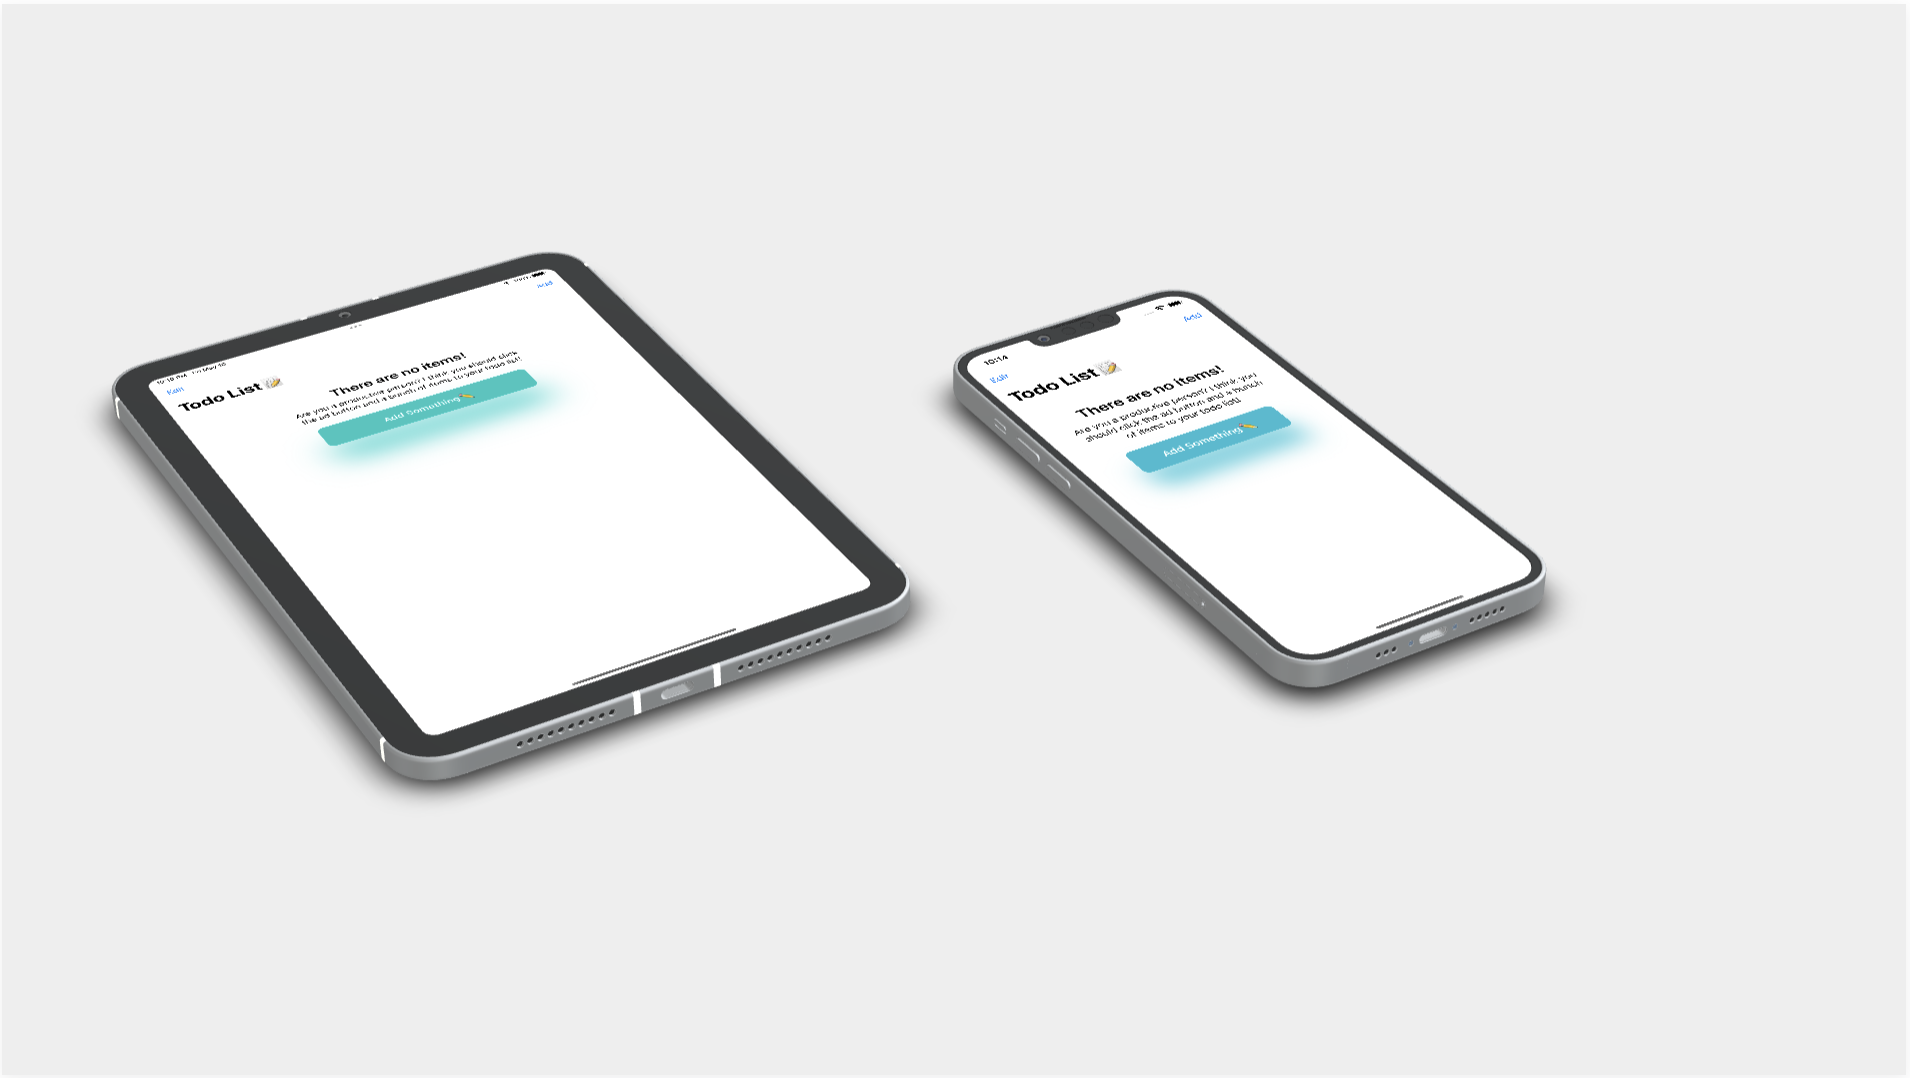 Edit
Add
Todo List 📝
There are no items!
Are you a productive person? I think you should click
the ad button and a bunch of items to your todo list!
Add Something ✏️
10:14
Add
Edit
Todo List 📝
There are no items!
Are you a productive person? I think you
should click the ad button and a bunch
of items to your todo list!
Add Something ✏️